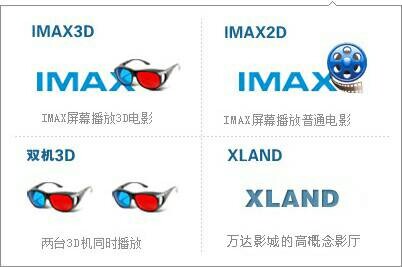 IMAX3D
IMAX
IMAX屏幕播放3D电影
IMAX2D
IMAX
IMAX屏幕播放普通电影
双机3D
两台3D机同时播放
XLAND
XLAND
万达影城的高概念影厅